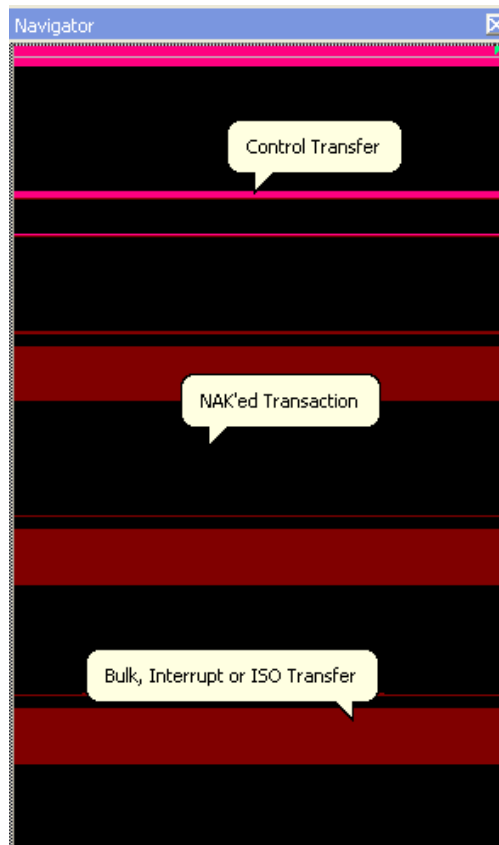 Navigator
Control Transfer
NAK'ed Transaction
Bulk, Interrupt or ISO Transfer